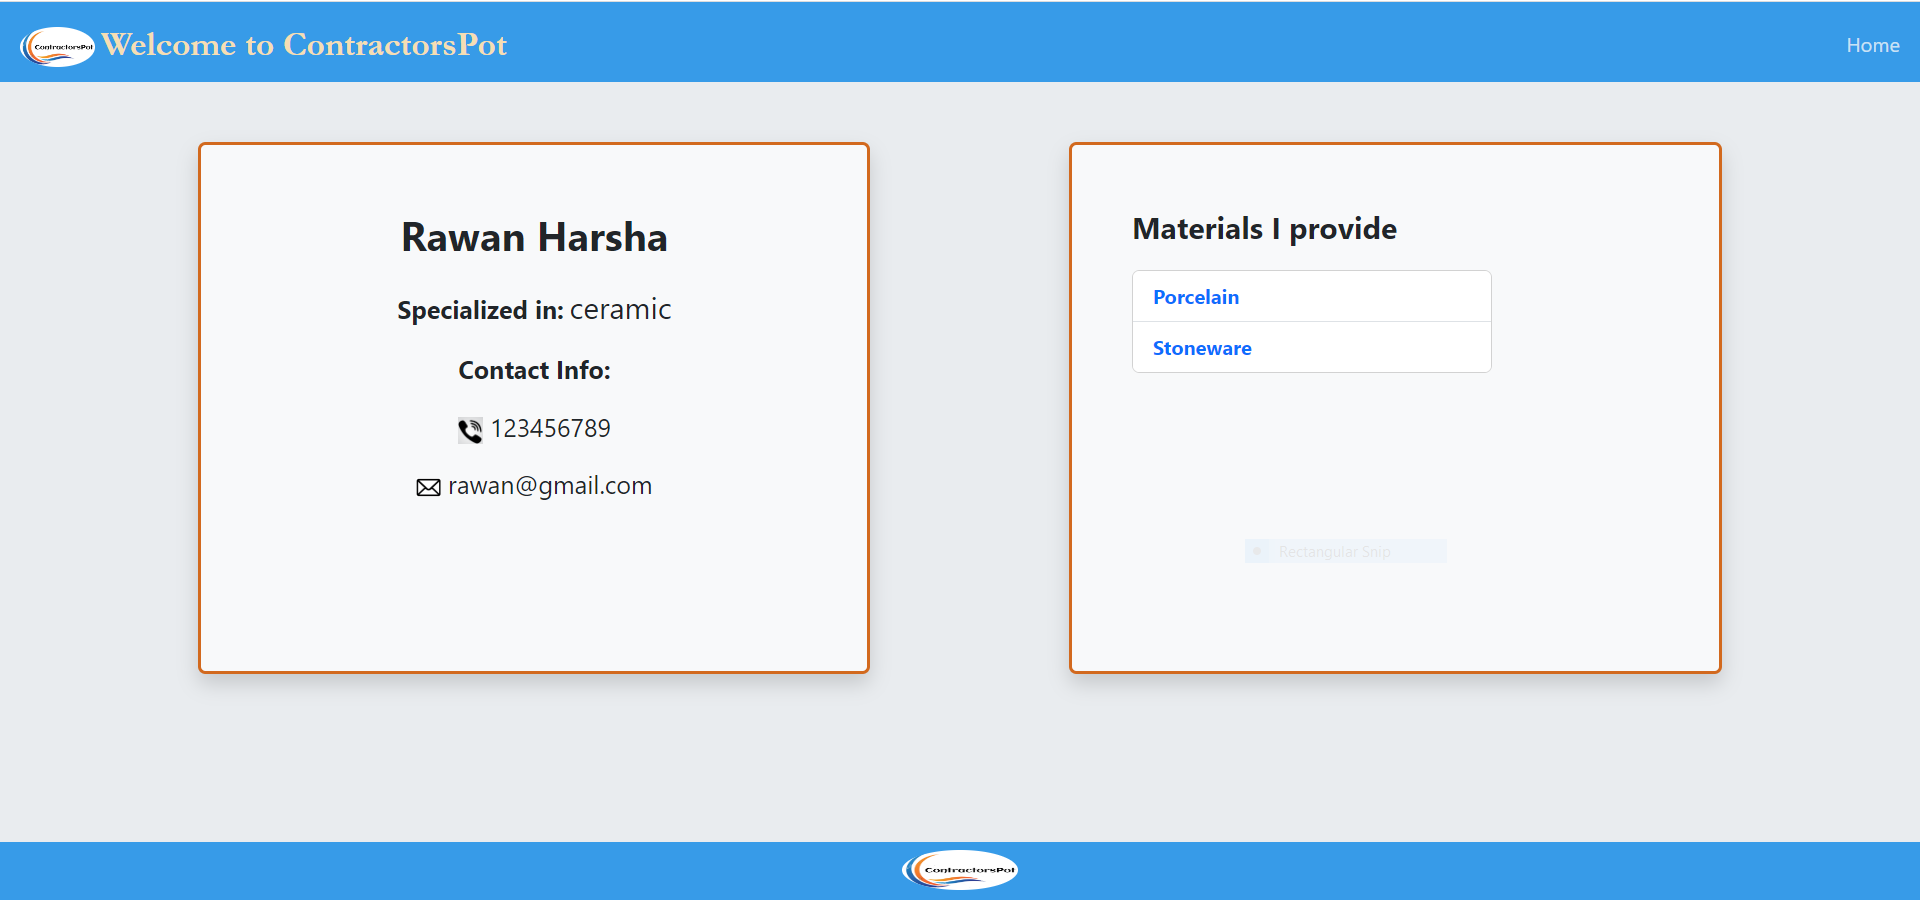 ContractorsPot
Welcome to ContractorsPot
Home
Rawan Harsha
Specialized in: ceramic
Contact Info:
123456789
rawan@gmail.com
Materials I provide
Porcelain
Stoneware
Rectangular Snip
ContractorsPot